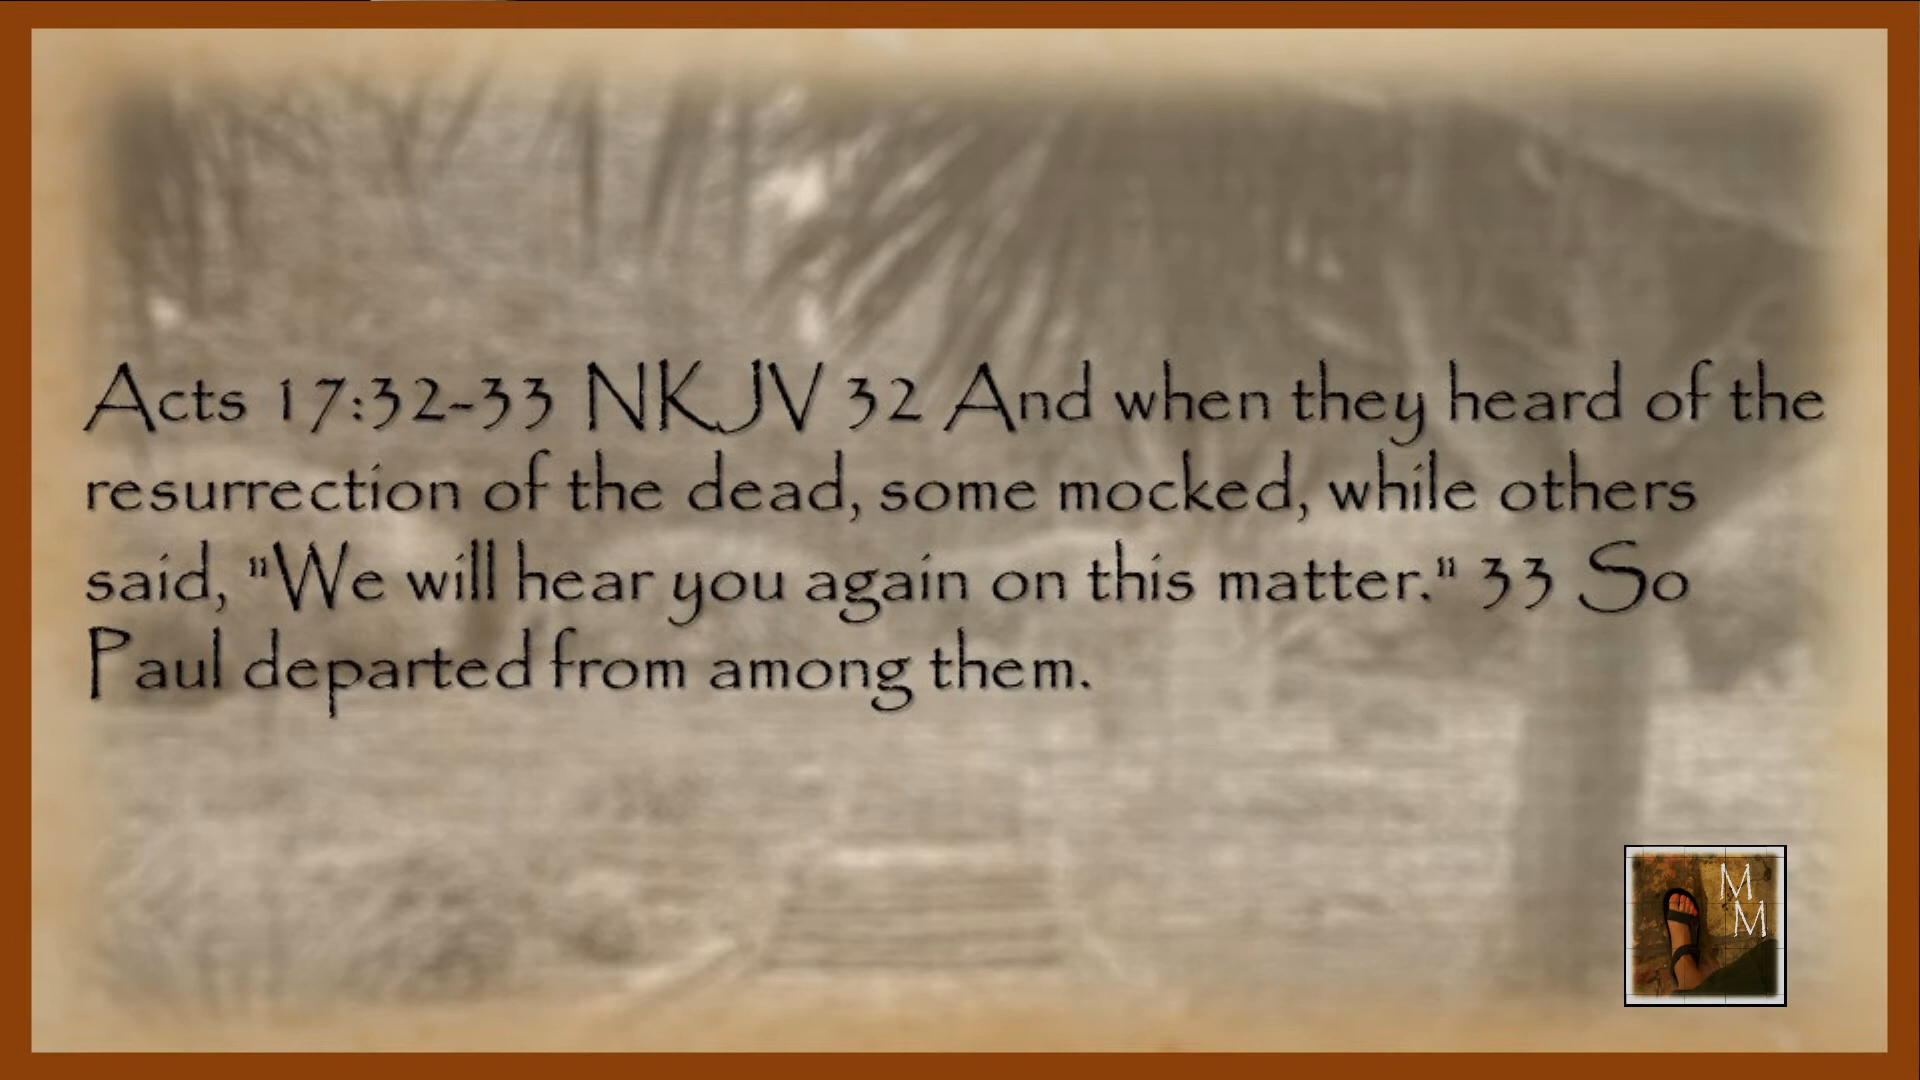 Acts 17:32-33 NKJV 32 And when they heard of the
resurrection of the dead, some mocked, while others
said, "We will hear you again on this matter." 33 So
Paul departed from among them.
M
M